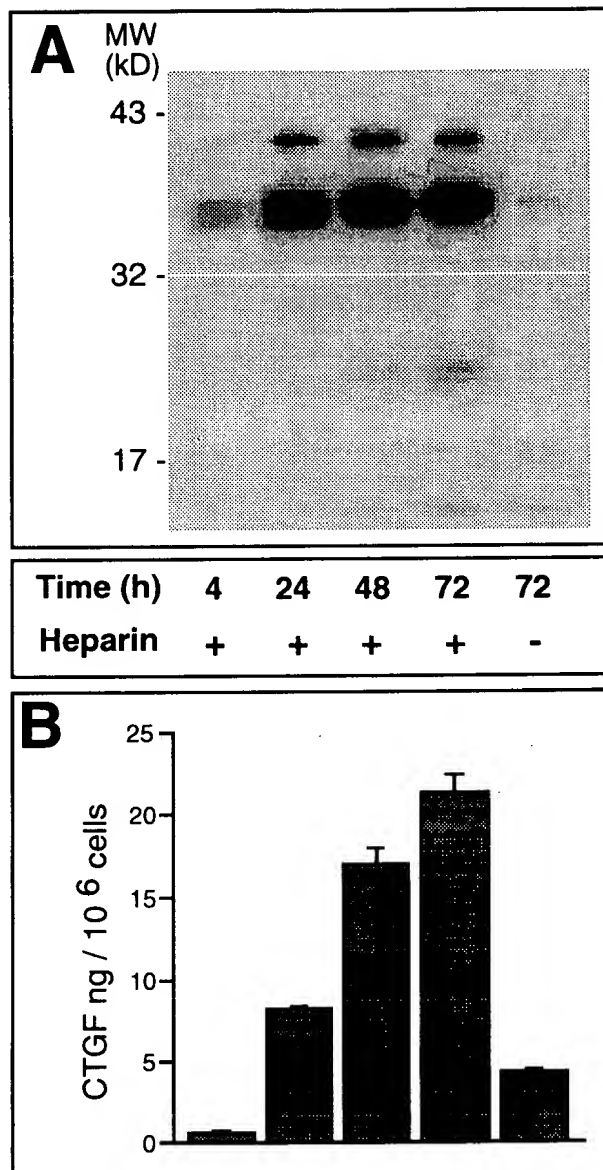 A
MW
(kD)
43 -
32 -
17 -
Time (h) 4 24 48 72 72
Heparin + + + + -
B
CTGF ng / 10 6 cells
25
20
15
10
5
0